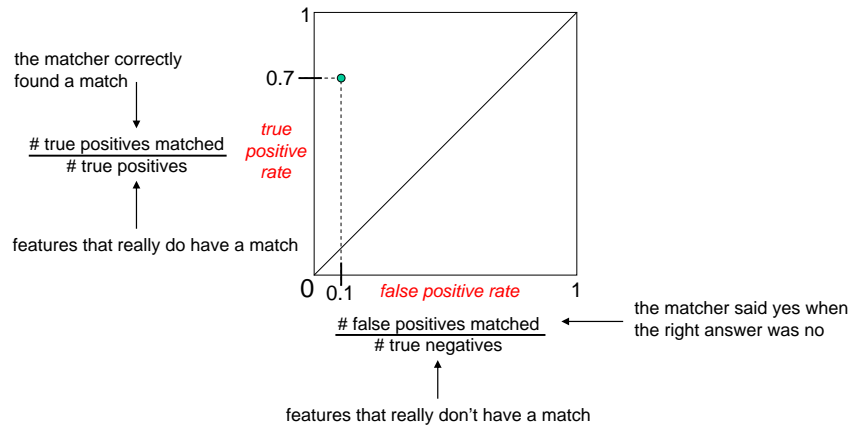 1
the matcher correctly
found a match
0.7
# true positives matched
# true positives
true
positive
rate
features that really do have a match
0
0.1
false positive rate
1
# false positives matched
# true negatives
the matcher said yes when
the right answer was no
features that really don't have a match